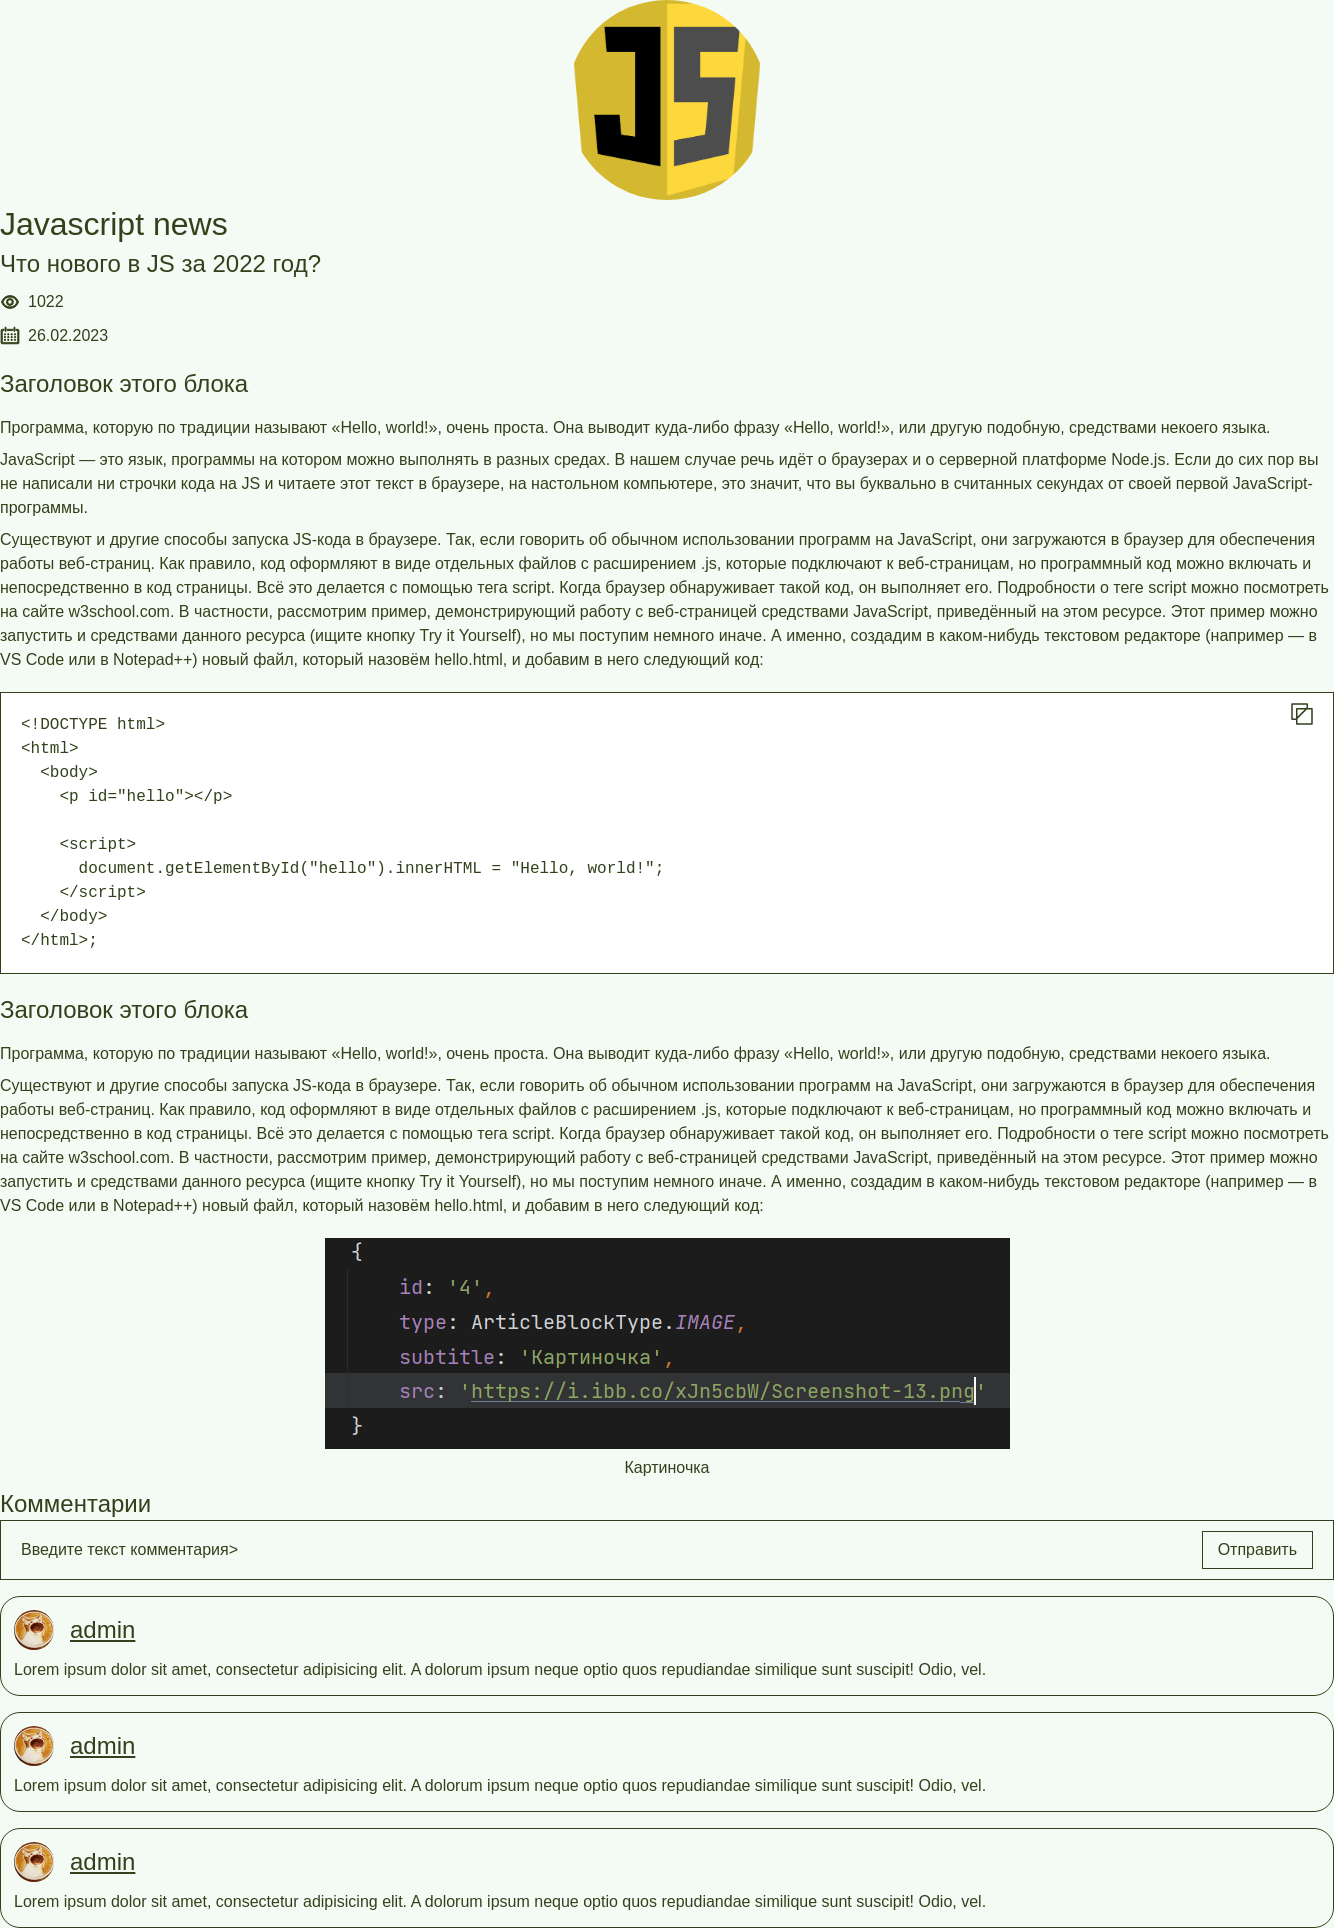 JS
Javascript news
Что нового в JS за 2022 год?
1022
26.02.2023
Заголовок этого блока
Программа, которую по традиции называют «Hello, world!», очень проста. Она выводит куда-либо фразу «Hello, world!», или другую подобную, средствами некоего языка.
JavaScript — это язык, программы на котором можно выполнять в разных средах. В нашем случае речь идёт о браузерах и о серверной платформе Node.js. Если до сих пор вы
не написали ни строчки кода на JS и читаете этот текст в браузере, на настольном компьютере, это значит, что вы буквально в считанных секундах от своей первой JavaScript-
программы.
Существуют и другие способы запуска JS-кода в браузере. Так, если говорить об обычном использовании программ на JavaScript, они загружаются в браузер для обеспечения
работы веб-страниц. Как правило, код оформляют в виде отдельных файлов с расширением .js, которые подключают к веб-страницам, но программный код можно включать и
непосредственно в код страницы. Всё это делается с помощью тега script. Когда браузер обнаруживает такой код, он выполняет его. Подробности о теге script можно посмотреть
на сайте w3school.com. В частности, рассмотрим пример, демонстрирующий работу с веб-страницей средствами JavaScript, приведённый на этом ресурсе. Этот пример можно
запустить и средствами данного ресурса (ищите кнопку Try it Yourself), но мы поступим немного иначе. А именно, создадим в каком-нибудь текстовом редакторе (например — в
VS Code или в Notepad++) новый файл, который назовём hello.html, и добавим в него следующий код:
<!DOCTYPE html>
<html>
  <body>
    <p id="hello"></p>

    <script>
      document.getElementById("hello").innerHTML = "Hello, world!";
    </script>
  </body>
</html>;
Заголовок этого блока
Программа, которую по традиции называют «Hello, world!», очень проста. Она выводит куда-либо фразу «Hello, world!», или другую подобную, средствами некоего языка.
Существуют и другие способы запуска JS-кода в браузере. Так, если говорить об обычном использовании программ на JavaScript, они загружаются в браузер для обеспечения
работы веб-страниц. Как правило, код оформляют в виде отдельных файлов с расширением .js, которые подключают к веб-страницам, но программный код можно включать и
непосредственно в код страницы. Всё это делается с помощью тега script. Когда браузер обнаруживает такой код, он выполняет его. Подробности о теге script можно посмотреть
на сайте w3school.com. В частности, рассмотрим пример, демонстрирующий работу с веб-страницей средствами JavaScript, приведённый на этом ресурсе. Этот пример можно
запустить и средствами данного ресурса (ищите кнопку Try it Yourself), но мы поступим немного иначе. А именно, создадим в каком-нибудь текстовом редакторе (например — в
VS Code или в Notepad++) новый файл, который назовём hello.html, и добавим в него следующий код:
{
    id: '4',
    type: ArticleBlockType.IMAGE,
    subtitle: 'Картиночка',
    src: 'https://i.ibb.co/xJn5cbW/Screenshot-13.png'
}
Картиночка
Комментарии
Введите текст комментария> Отправить
admin
Lorem ipsum dolor sit amet, consectetur adipisicing elit. A dolorum ipsum neque optio quos repudiandae similique sunt suscipit! Odio, vel.
admin
Lorem ipsum dolor sit amet, consectetur adipisicing elit. A dolorum ipsum neque optio quos repudiandae similique sunt suscipit! Odio, vel.
admin
Lorem ipsum dolor sit amet, consectetur adipisicing elit. A dolorum ipsum neque optio quos repudiandae similique sunt suscipit! Odio, vel.